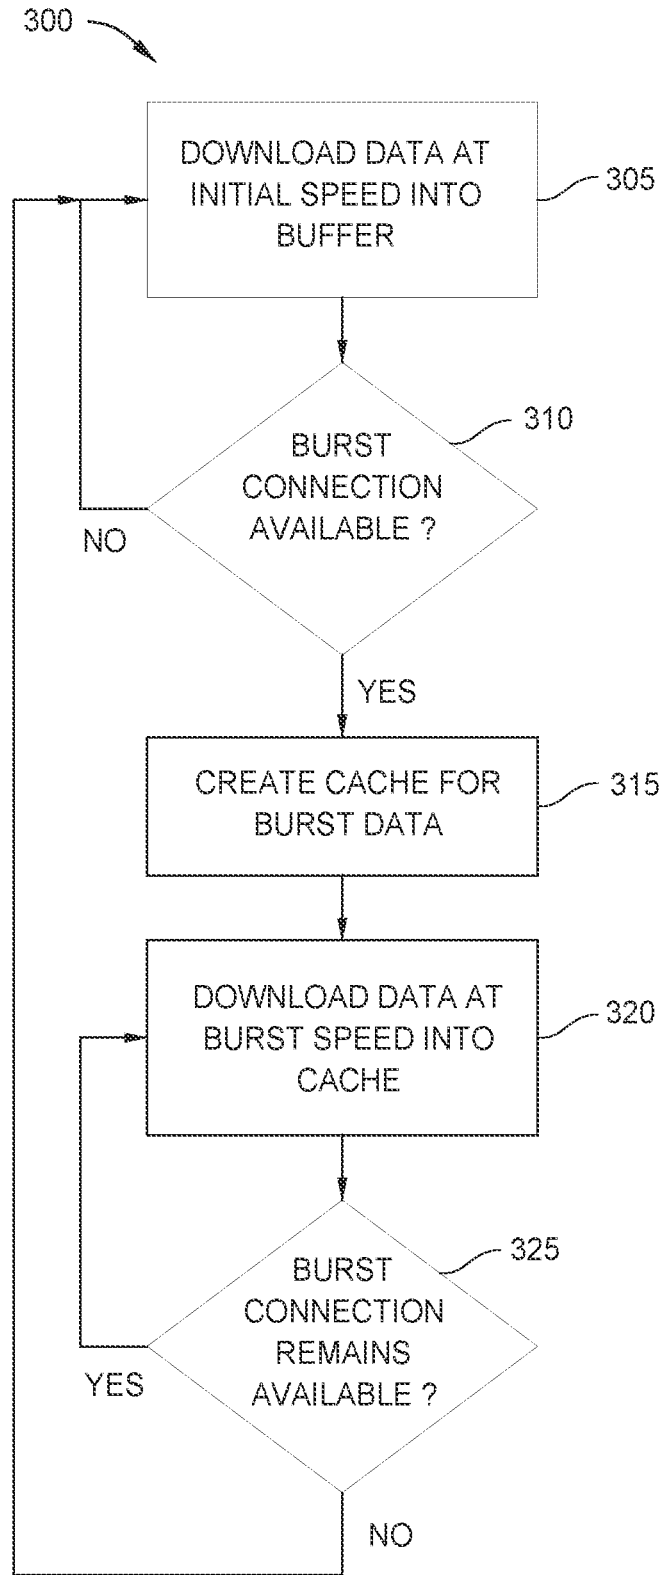 300
DOWNLOAD DATA AT
INITIAL SPEED INTO
BUFFER
305
BURST
CONNECTION
AVAILABLE ?
310
NO
YES
CREATE CACHE FOR
BURST DATA
315
DOWNLOAD DATA AT
BURST SPEED INTO
CACHE
320
BURST
CONNECTION
REMAINS
AVAILABLE ?
325
YES
NO